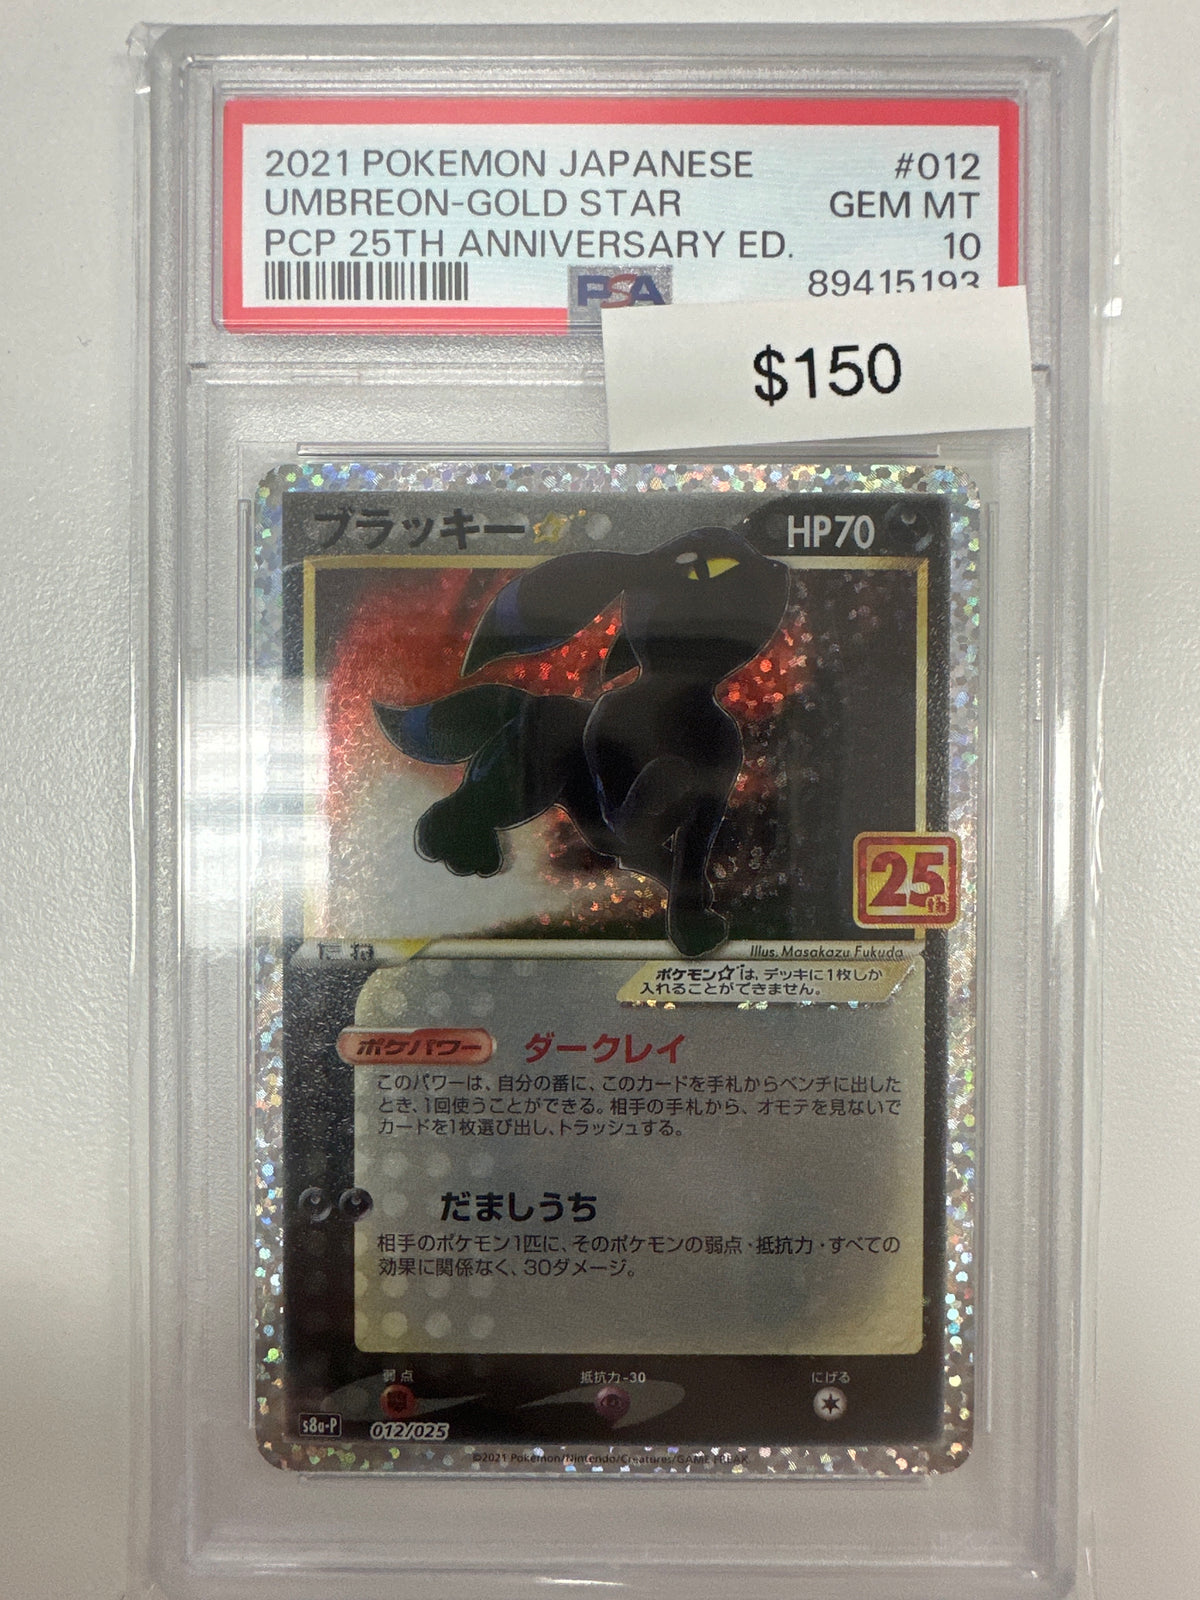 2021 POKEMON JAPANESE #012
UMBREON-GOLD STAR GEM MT
PCP 25TH ANNIVERSARY ED. 10
PSA 89415193
$150
ブラッキー☆ HP70
25th
Illus. Masakazu Fukuda
ポケモン☆は、デッキに1枚しか
入れることができません。
ポケパワー ダークレイ
このパワーは、自分の番に、このカードを手札からベンチに出した
とき、1回使うことができる。相手の手札から、オモテを見ないで
カードを1枚選び出し、トラッシュする。
だましうち
相手のポケモン1匹に、そのポケモンの弱点・抵抗力・すべての
効果に関係なく、30ダメージ。
弱点 抵抗力-30 にげる
s8a-P 012/025
©2021 Pokémon/Nintendo/Creatures/GAME FREAK